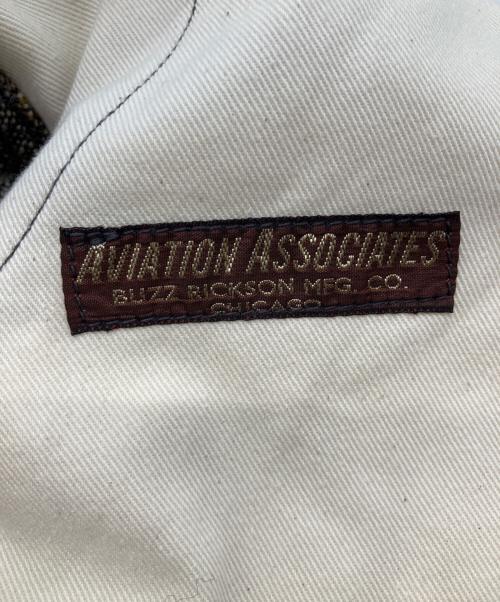 AVIATION ASSOCIATES
BUZZ RICKSON MFG. CO.
CHICAGO